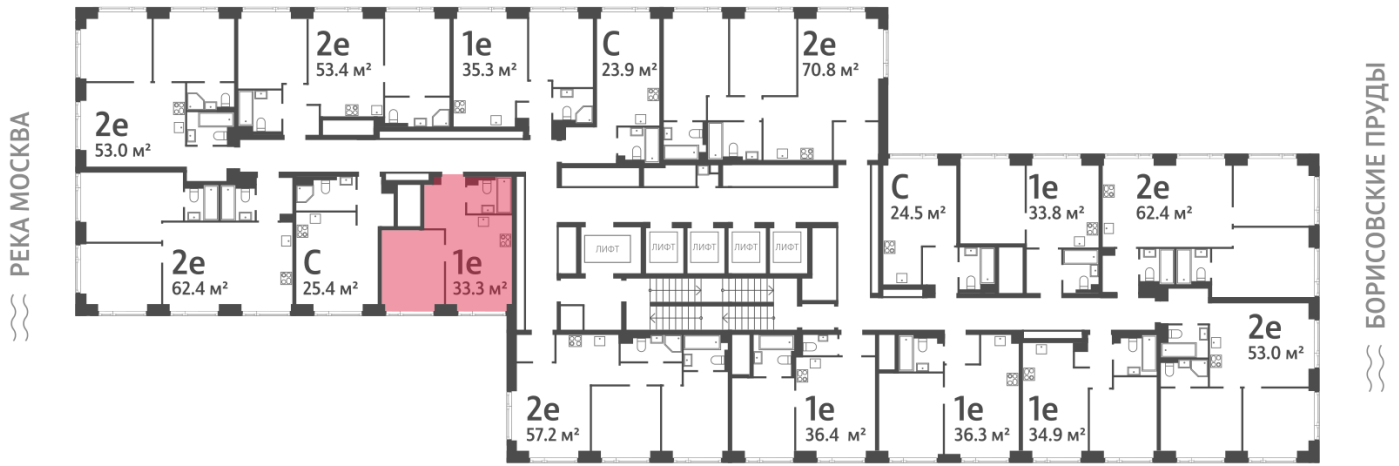 РЕКА МОСКВА
2е
53.0 м²
2е
53.4 м²
1е
35.3 м²
С
23.9 м²
2е
70.8 м²
2е
62.4 м²
С
25.4 м²
1е
33.3 м²
ЛИФТ
ЛИФТ
ЛИФТ
ЛИФТ
ЛИФТ
С
24.5 м²
1е
33.8 м²
2е
62.4 м²
2е
57.2 м²
1е
36.4 м²
1е
36.3 м²
1е
34.9 м²
2е
53.0 м²
БОРИСОВСКИЕ ПРУДЫ